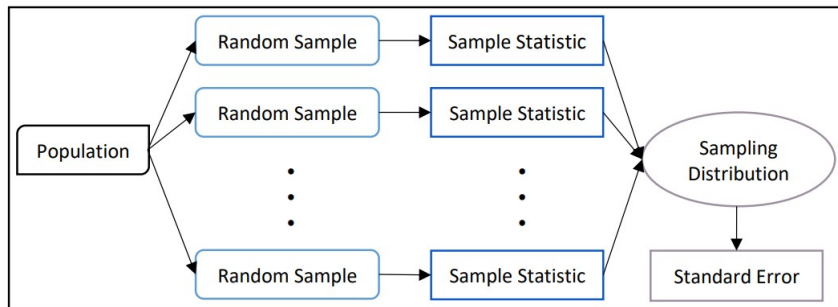 Random Sample
Sample Statistic
Random Sample
Sample Statistic
Population
Sampling
Distribution
Random Sample
Sample Statistic
Standard Error